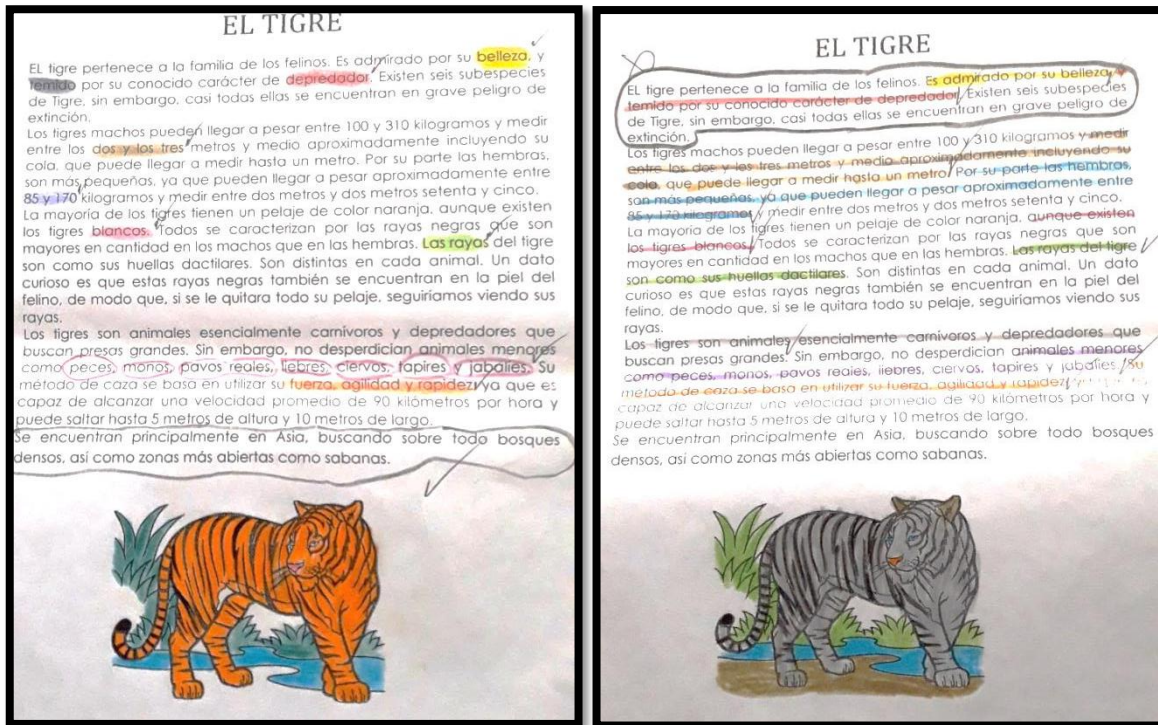 EL TIGRE
EL tigre pertenece a la familia de los felinos. Es admirado por su belleza, y
temido por su conocido carácter de depredador. Existen seis subespecies
de Tigre, sin embargo, casi todas ellas se encuentran en grave peligro de
extinción.
Los tigres machos pueden llegar a pesar entre 100 y 310 kilogramos y medir
entre los dos y los tres metros y medio aproximadamente incluyendo su
cola, que puede llegar a medir hasta un metro. Por su parte las hembras,
son más pequeñas, ya que pueden llegar a pesar aproximadamente entre
85 y 170 kilogramos y medir entre dos metros y dos metros setenta y cinco.
La mayoría de los tigres tienen un pelaje de color naranja, aunque existen
los tigres blancos. Todos se caracterizan por las rayas negras que son
mayores en cantidad en los machos que en las hembras. Las rayas del tigre
son como sus huellas dactilares. Son distintas en cada animal. Un dato
curioso es que estas rayas negras también se encuentran en la piel del
felino, de modo que, si se le quitara todo su pelaje, seguiríamos viendo sus
rayas.
Los tigres son animales esencialmente carnívoros y depredadores que
buscan presas grandes. Sin embargo, no desperdician animales menores
como peces, monos, pavos reales, liebres, ciervos, tapires y jabalíes. Su
método de caza se basa en utilizar su fuerza, agilidad y rapidez ya que es
capaz de alcanzar una velocidad promedio de 90 kilómetros por hora y
puede saltar hasta 5 metros de altura y 10 metros de largo.
Se encuentran principalmente en Asia, buscando sobre todo bosques
densos, así como zonas más abiertas como sabanas.
EL TIGRE
EL tigre pertenece a la familia de los felinos. Es admirado por su belleza,
temido por su conocido carácter de depredador. Existen seis subespecies
de Tigre, sin embargo, casi todas ellas se encuentran en grave peligro de
extinción.
Los tigres machos pueden llegar a pesar entre 100 y 310 kilogramos y medir
entre los dos y los tres metros y medio aproximadamente incluyendo su
cola, que puede llegar a medir hasta un metro. Por su parte las hembras,
son más pequeñas, ya que pueden llegar a pesar aproximadamente entre
85 y 170 kilogramos y medir entre dos metros y dos metros setenta y cinco.
La mayoría de los tigres tienen un pelaje de color naranja, aunque existen
los tigres blancos. Todos se caracterizan por las rayas negras que son
mayores en cantidad en los machos que en las hembras. Las rayas del tigre
son como sus huellas dactilares. Son distintas en cada animal. Un dato
curioso es que estas rayas negras también se encuentran en la piel del
felino, de modo que, si se le quitara todo su pelaje, seguiríamos viendo sus
rayas.
Los tigres son animales esencialmente carnívoros y depredadores que
buscan presas grandes. Sin embargo, no desperdician animales menores
como peces, monos, pavos reales, liebres, ciervos, tapires y jabalíes. Su
método de caza se basa en utilizar su fuerza, agilidad y rapidez
capaz de alcanzar una velocidad promedio de 90 kilómetros por hora y
puede saltar hasta 5 metros de altura y 10 metros de largo.
Se encuentran principalmente en Asia, buscando sobre todo bosques
densos, así como zonas más abiertas como sabanas.